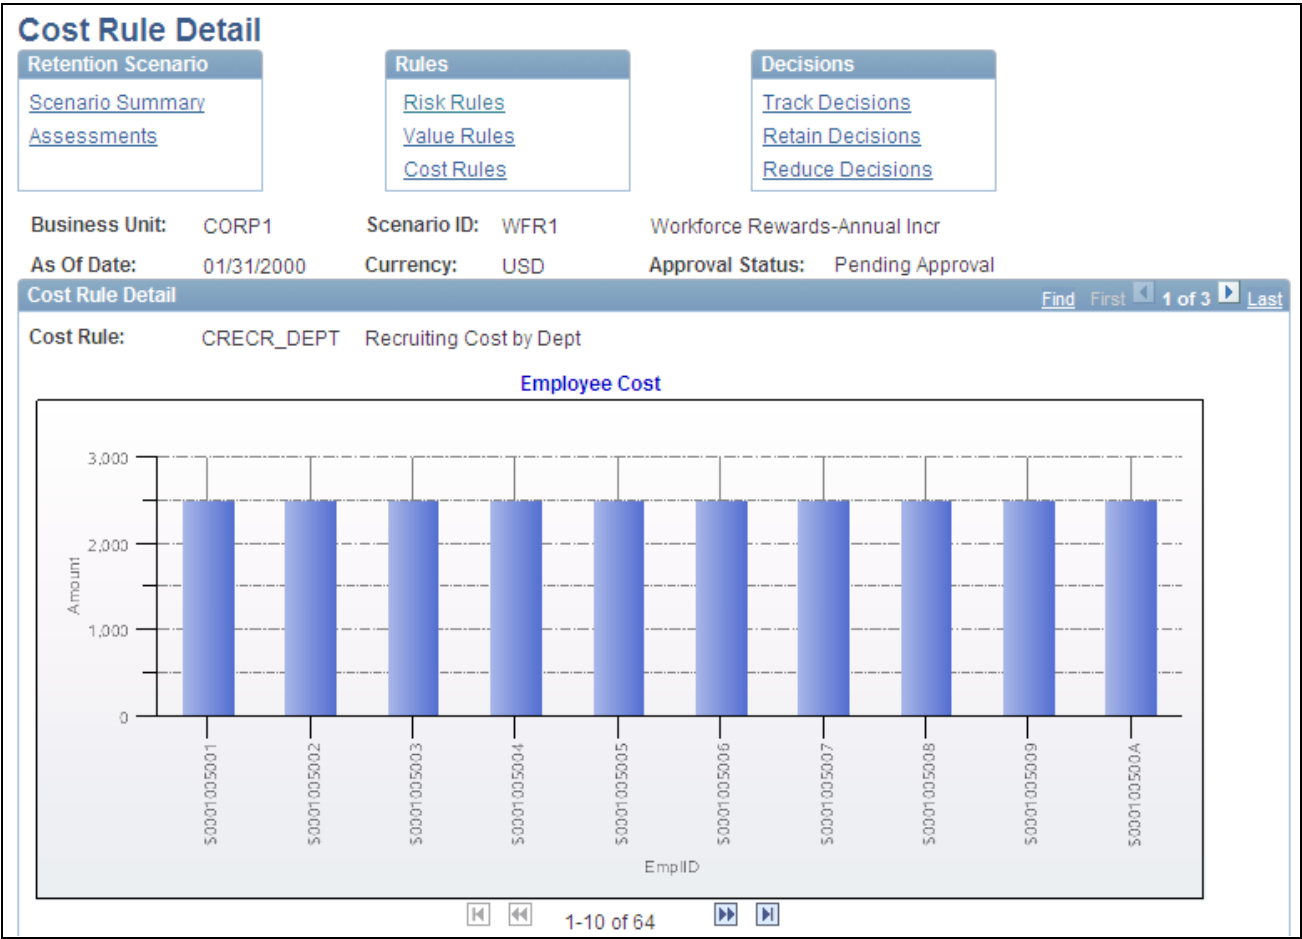 Cost Rule Detail
Retention Scenario
Scenario Summary
Assessments
Rules
Risk Rules
Value Rules
Cost Rules
Decisions
Track Decisions
Retain Decisions
Reduce Decisions
Business Unit: CORP1 Scenario ID: WFR1 Workforce Rewards-Annual Incr
As Of Date: 01/31/2000 Currency: USD Approval Status: Pending Approval
Cost Rule Detail Find First 1 of 3 Last
Cost Rule: CRECR_DEPT Recruiting Cost by Dept
Employee Cost
3,000
2,000
1,000
0
Amount
S0001005001
S0001005002
S0001005003
S0001005004
S0001005005
S0001005006
S0001005007
S0001005008
S0001005009
S000100500A
EmplID
1-10 of 64